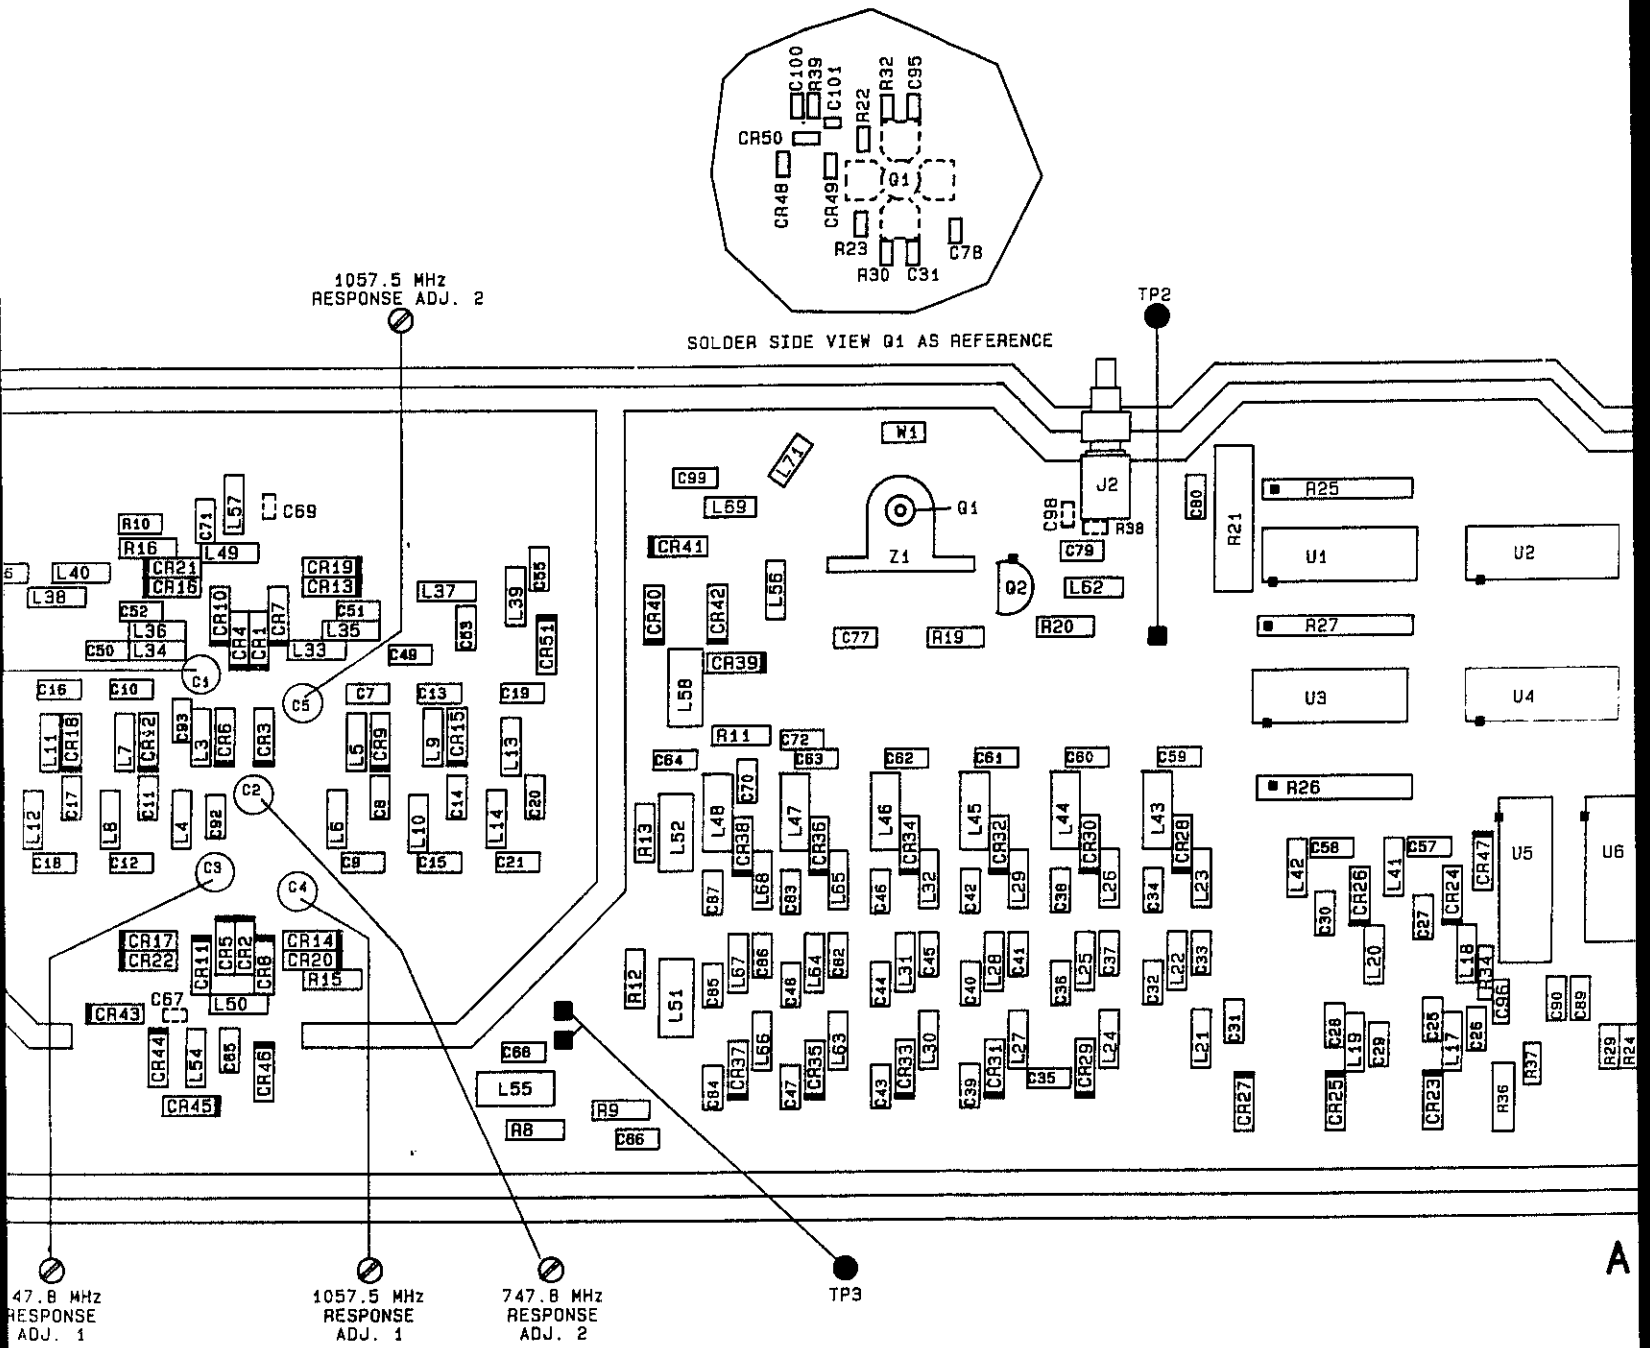 C100
R39
C101
R22
R32
C95
CR50
CR48
CR49
Q1
R23
R30
C31
C78
1057.5 MHz
RESPONSE ADJ. 2
TP2
SOLDER SIDE VIEW Q1 AS REFERENCE
W1
L71
C99
L69
J2
C98
R38
C80
R21
R25
Q1
Z1
C79
U1
U2
C71
L57
C69
R10
R16
L49
CR41
CR21
CR16
CR19
CR13
6
L40
L38
L37
L39
C55
L56
Q2
L62
C52
L36
C50
L34
CR10
CR4
CR1
CR7
C51
L35
L33
C53
C49
CR51
CR40
CR42
CR39
C77
R19
R20
R27
C1
C5
C16
C10
C7
C13
C19
L58
U3
U4
L11
CR18
L7
CR12
C93
L3
CR6
CR3
L5
CR9
L9
CR15
L13
R11
C72
C64
C63
C62
C61
C60
C59
R26
L12
C17
L8
C11
L4
C92
C2
L6
C8
L10
C14
L14
C20
R13
L52
L48
C70
CR38
L47
CR36
L46
CR34
L45
CR32
L44
CR30
L43
CR28
C18
C12
C9
C15
C21
C3
C4
C87
L68
C83
L65
C46
L32
C42
L29
C38
L26
C34
L23
L42
C58
CR26
C30
L41
C57
CR24
C27
CR47
U5
U6
CR17
CR22
CR11
CR5
CR2
CR8
CR14
CR20
R15
L50
R12
L51
C85
L67
C86
C48
L64
C82
C44
L31
C45
C40
L28
C41
C36
L25
C37
C32
L22
C33
L20
L18
R34
C96
C90
C89
CR43
C67
CR44
L54
C65
CR46
CR45
C68
L55
R9
R8
C66
C84
CR37
L66
C47
CR35
L63
C43
CR33
L30
C39
CR31
L27
C35
CR29
L24
L21
C31
CR27
C28
L19
C29
CR25
C25
L17
C26
CR23
R37
R36
R29
R24
47.8 MHz
RESPONSE
ADJ. 1
1057.5 MHz
RESPONSE
ADJ. 1
747.8 MHz
RESPONSE
ADJ. 2
TP3
A